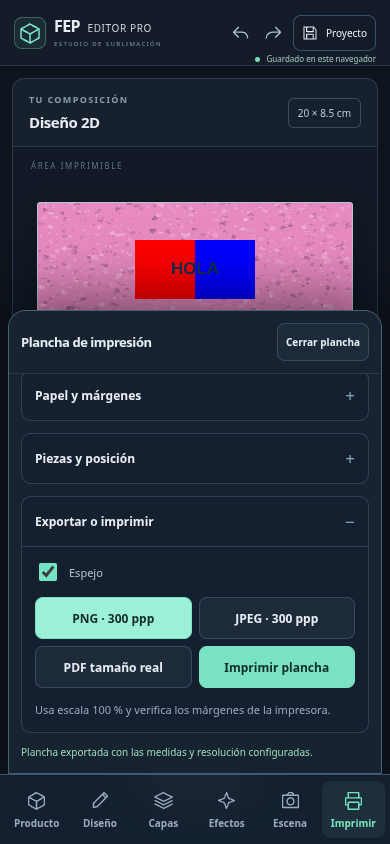 FEP EDITOR PRO
ESTUDIO DE SUBLIMACIÓN
Proyecto
Guardado en este navegador
TU COMPOSICIÓN
Diseño 2D
20 × 8.5 cm
ÁREA IMPRIMIBLE
HOLA
Plancha de impresión
Cerrar plancha
Papel y márgenes +
Piezas y posición +
Exportar o imprimir −
Espejo
PNG · 300 ppp
JPEG · 300 ppp
PDF tamaño real
Imprimir plancha
Usa escala 100 % y verifica los márgenes de la impresora.
Plancha exportada con las medidas y resolución configuradas.
Producto Diseño Capas Efectos Escena Imprimir